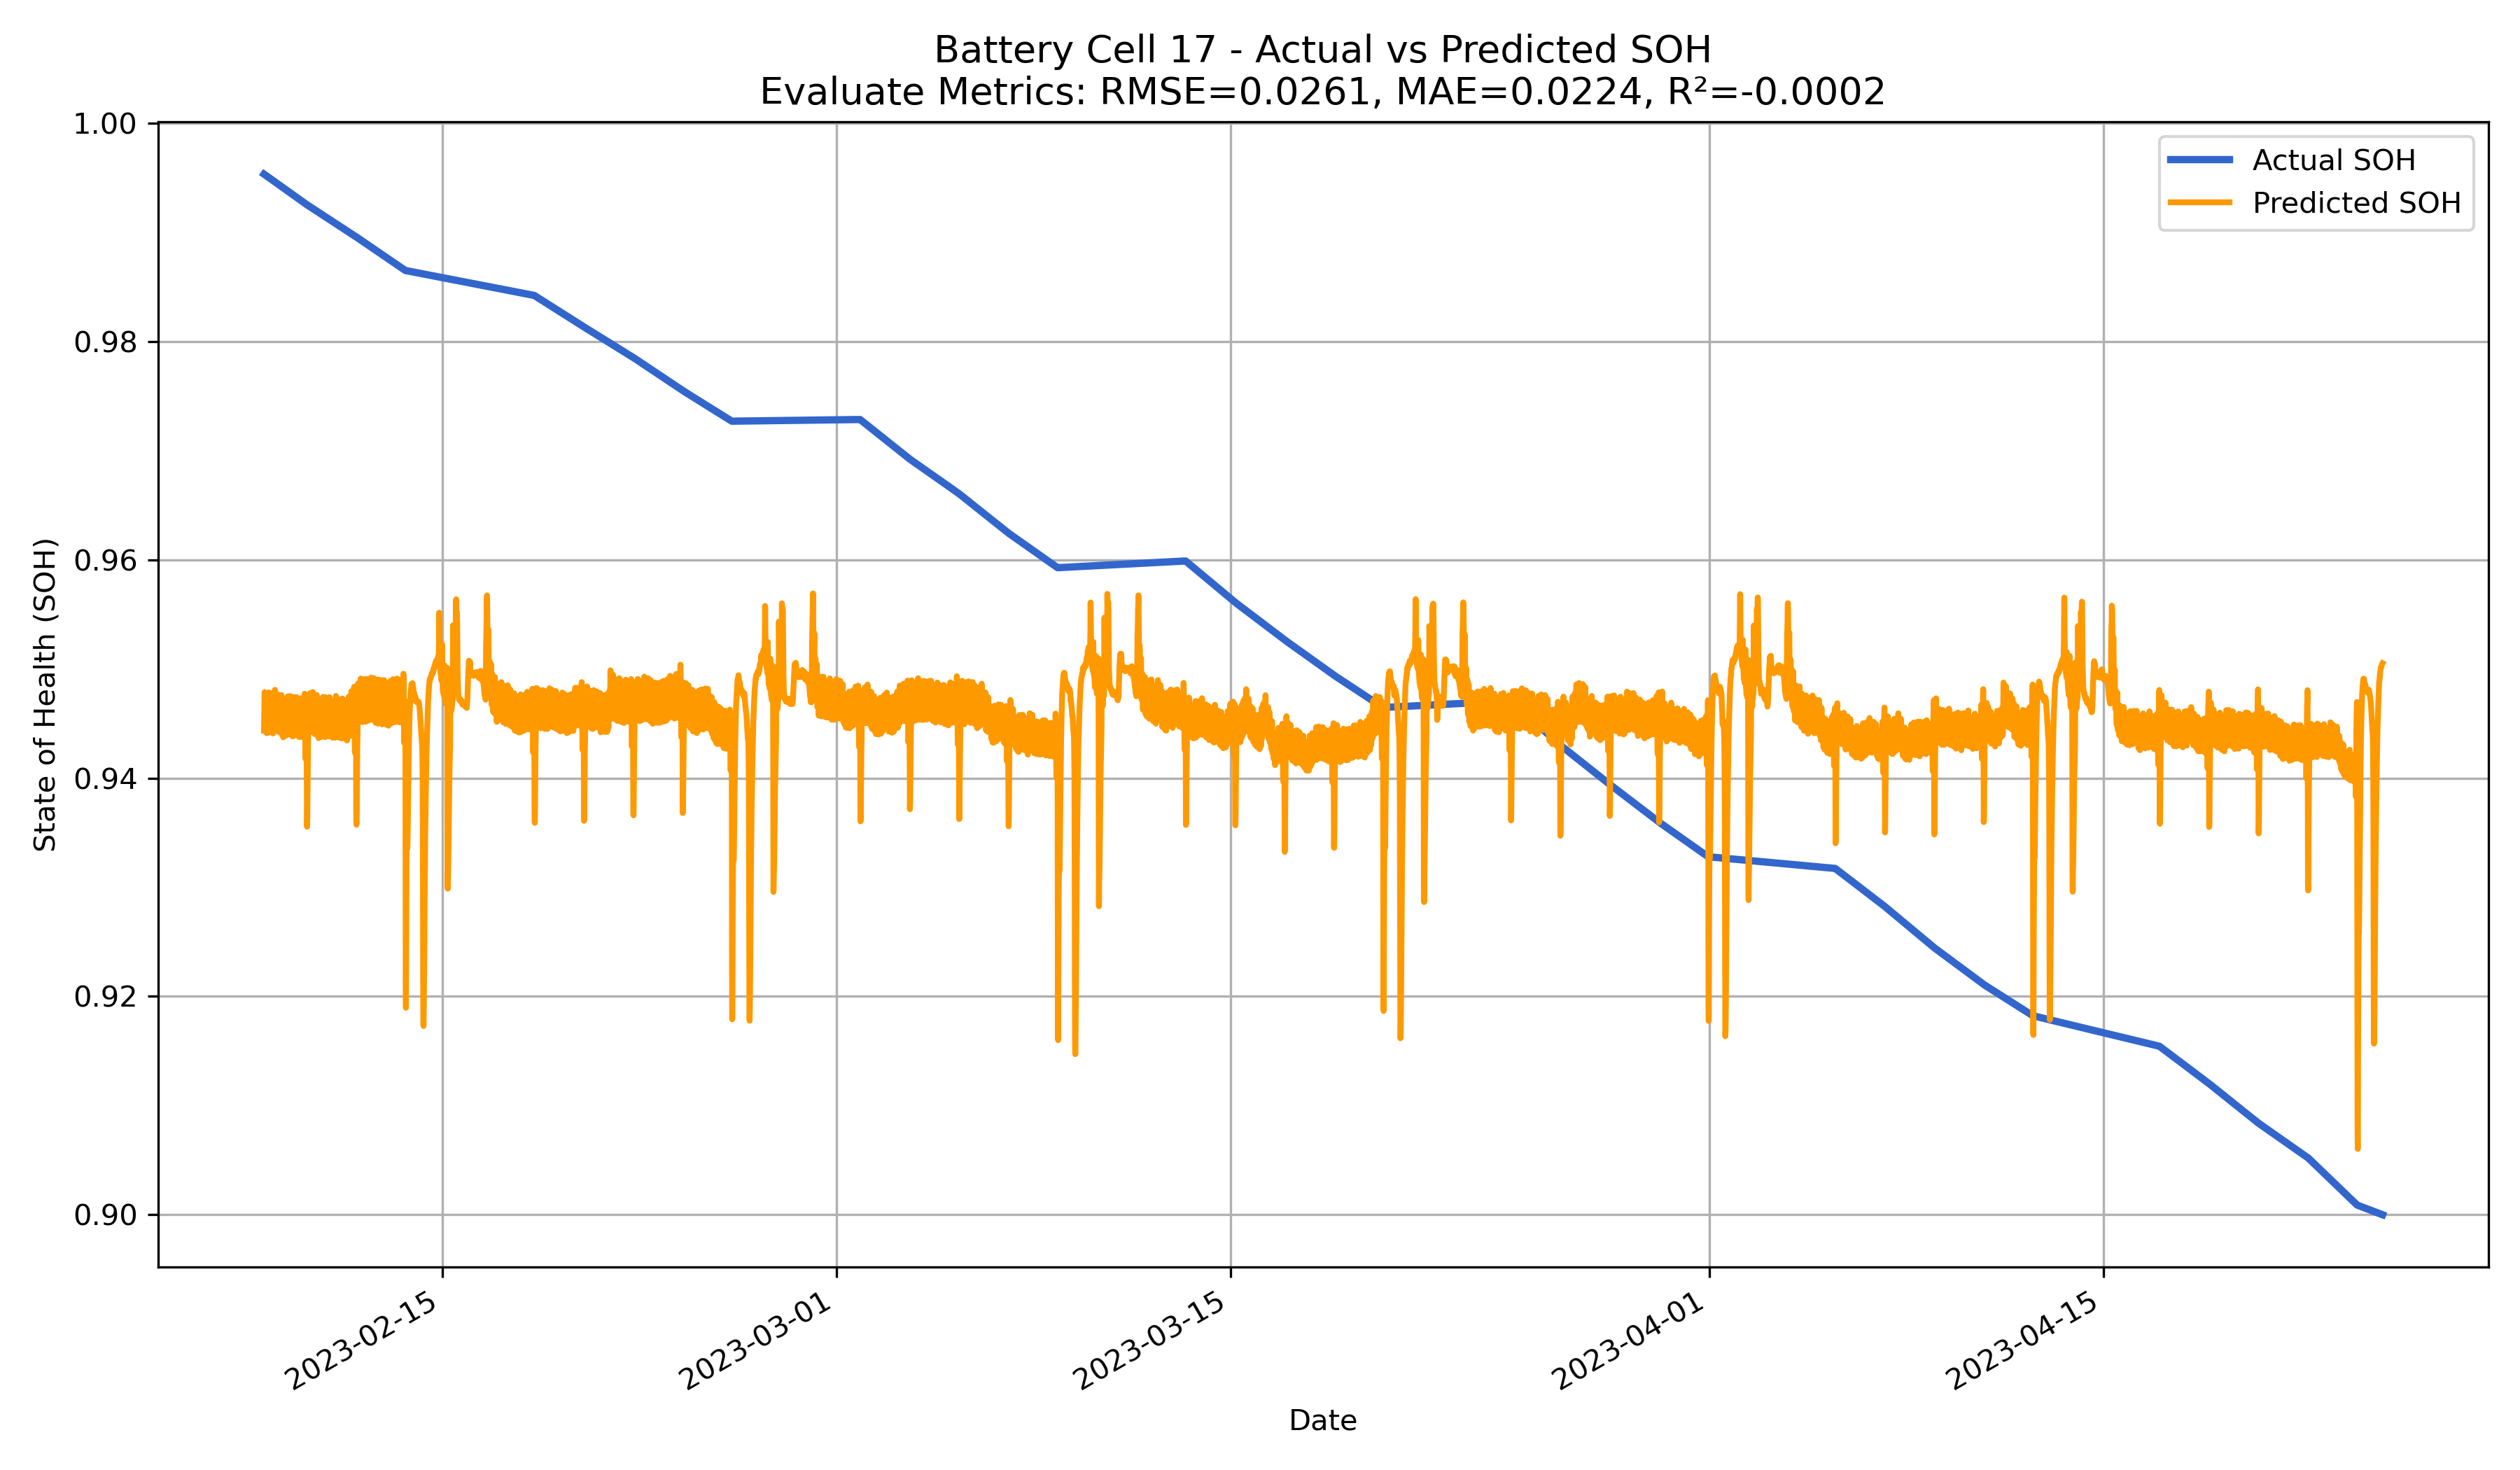 Battery Cell 17 - Actual vs Predicted SOH
Evaluate Metrics: RMSE=0.0261, MAE=0.0224, R²=-0.0002
Actual SOH
Predicted SOH
State of Health (SOH)
1.00
0.98
0.96
0.94
0.92
0.90
2023-02-15
2023-03-01
2023-03-15
2023-04-01
2023-04-15
Date